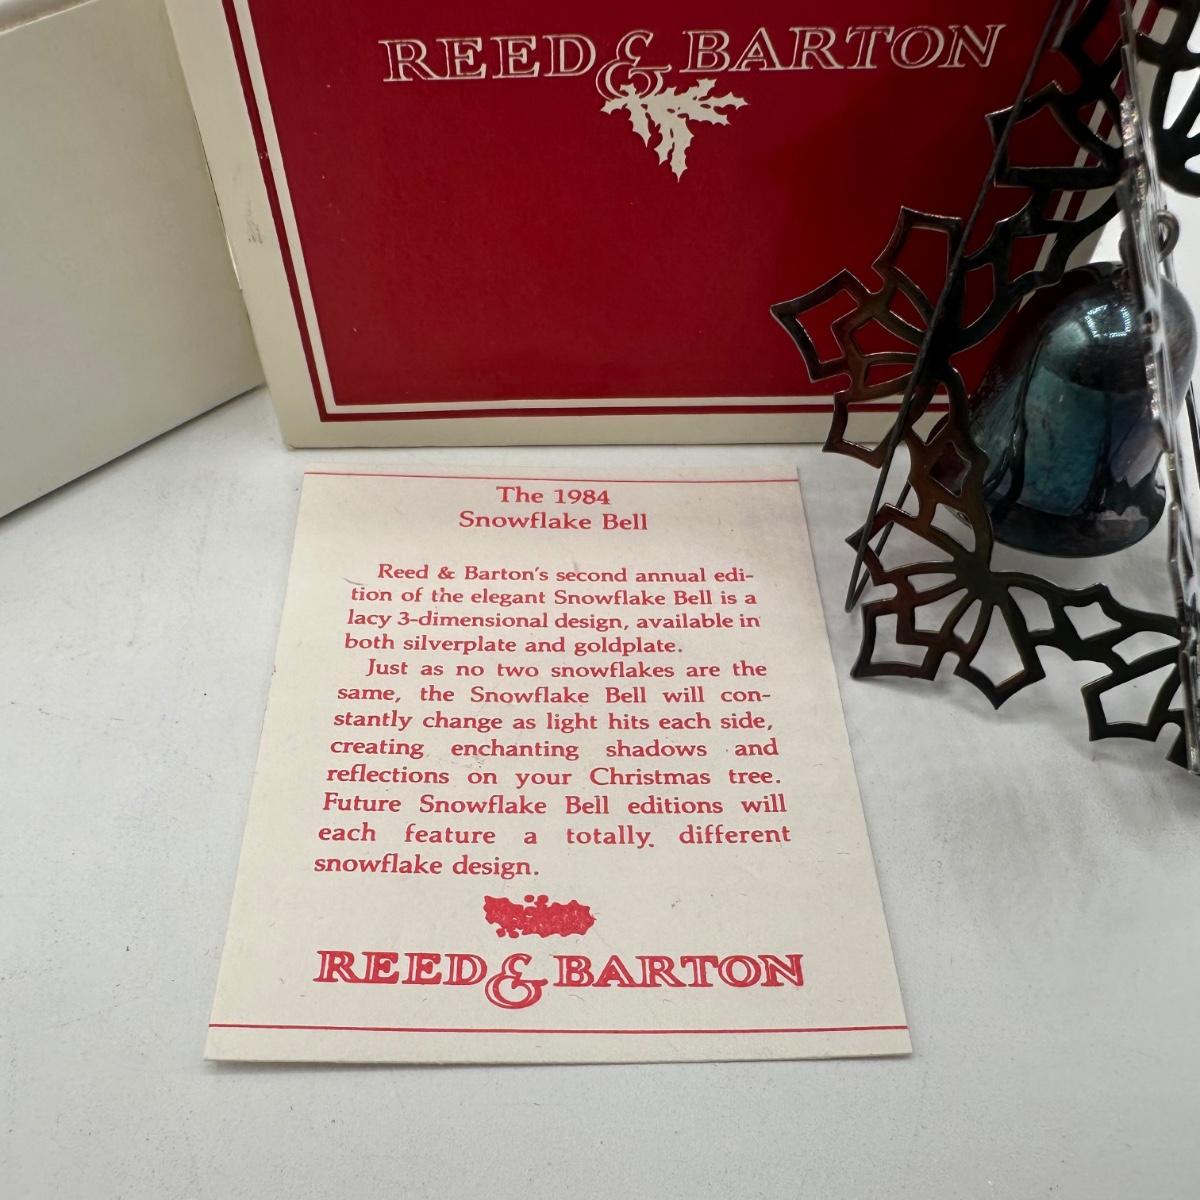 REED & BARTON
The 1984
Snowflake Bell
Reed & Barton's second annual edi-
tion of the elegant Snowflake Bell is a
lacy 3-dimensional design, available in
both silverplate and goldplate.
Just as no two snowflakes are the
same, the Snowflake Bell will con-
stantly change as light hits each side,
creating enchanting shadows and
reflections on your Christmas tree.
Future Snowflake Bell editions will
each feature a totally different
snowflake design.
REED & BARTON